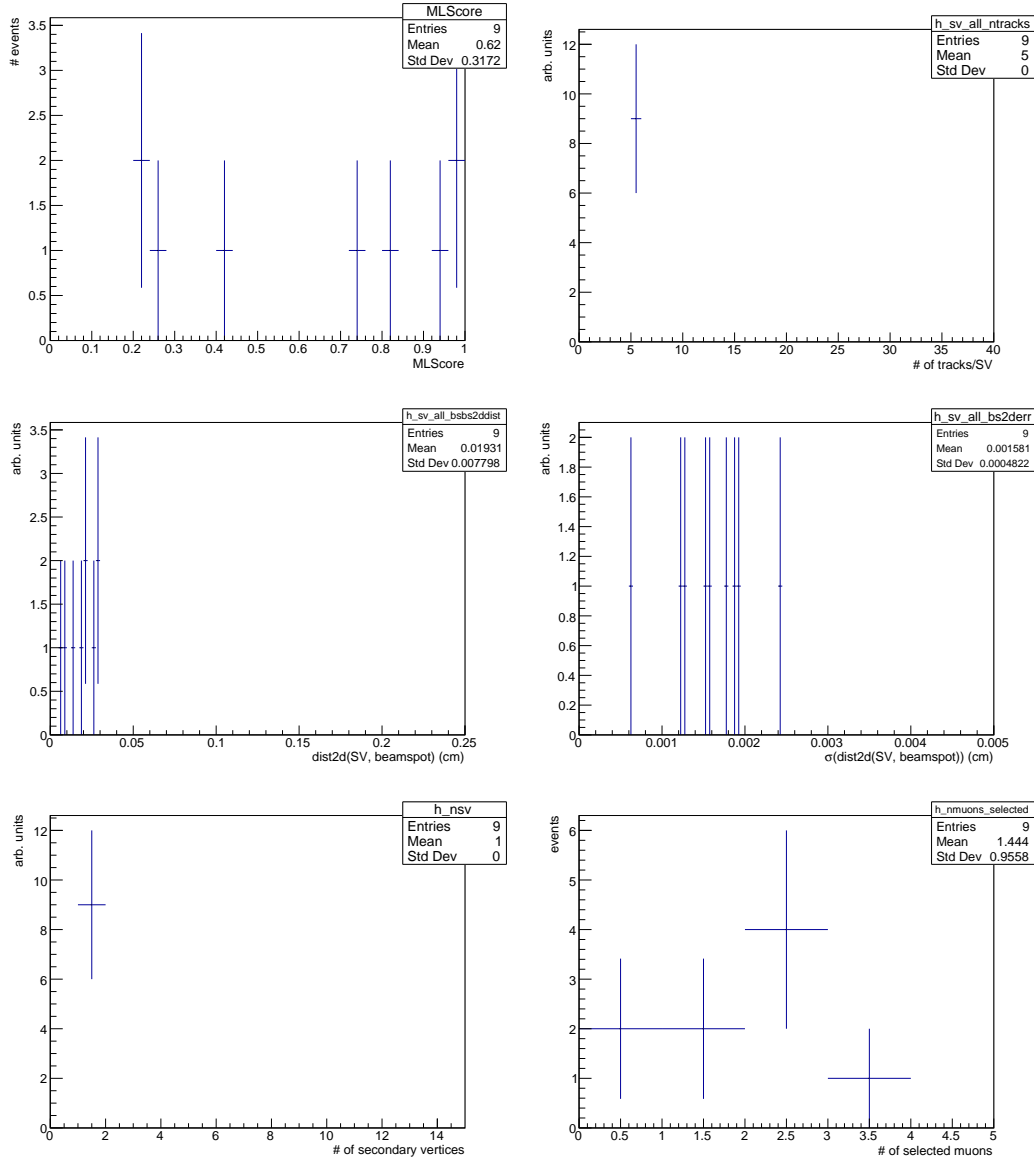 MLScore
Entries 9
Mean 0.62
Std Dev 0.3172
# events
3.5
3
2.5
2
1.5
1
0.5
0
0 0.1 0.2 0.3 0.4 0.5 0.6 0.7 0.8 0.9 1
MLScore
h_sv_all_ntracks
Entries 9
Mean 5
Std Dev 0
arb. units
12
10
8
6
4
2
0
0 5 10 15 20 25 30 35 40
# of tracks/SV
h_sv_all_bsbs2ddist
Entries 9
Mean 0.01931
Std Dev 0.007798
arb. units
3.5
3
2.5
2
1.5
1
0.5
0
0 0.05 0.1 0.15 0.2 0.25
dist2d(SV, beamspot) (cm)
h_sv_all_bs2derr
Entries 9
Mean 0.001581
Std Dev 0.0004822
arb. units
2
1.8
1.6
1.4
1.2
1
0.8
0.6
0.4
0.2
0
0 0.001 0.002 0.003 0.004 0.005
σ(dist2d(SV, beamspot)) (cm)
h_nsv
Entries 9
Mean 1
Std Dev 0
arb. units
12
10
8
6
4
2
0
0 2 4 6 8 10 12 14
# of secondary vertices
h_nmuons_selected
Entries 9
Mean 1.444
Std Dev 0.9558
events
6
5
4
3
2
1
0
0 0.5 1 1.5 2 2.5 3 3.5 4 4.5 5
# of selected muons